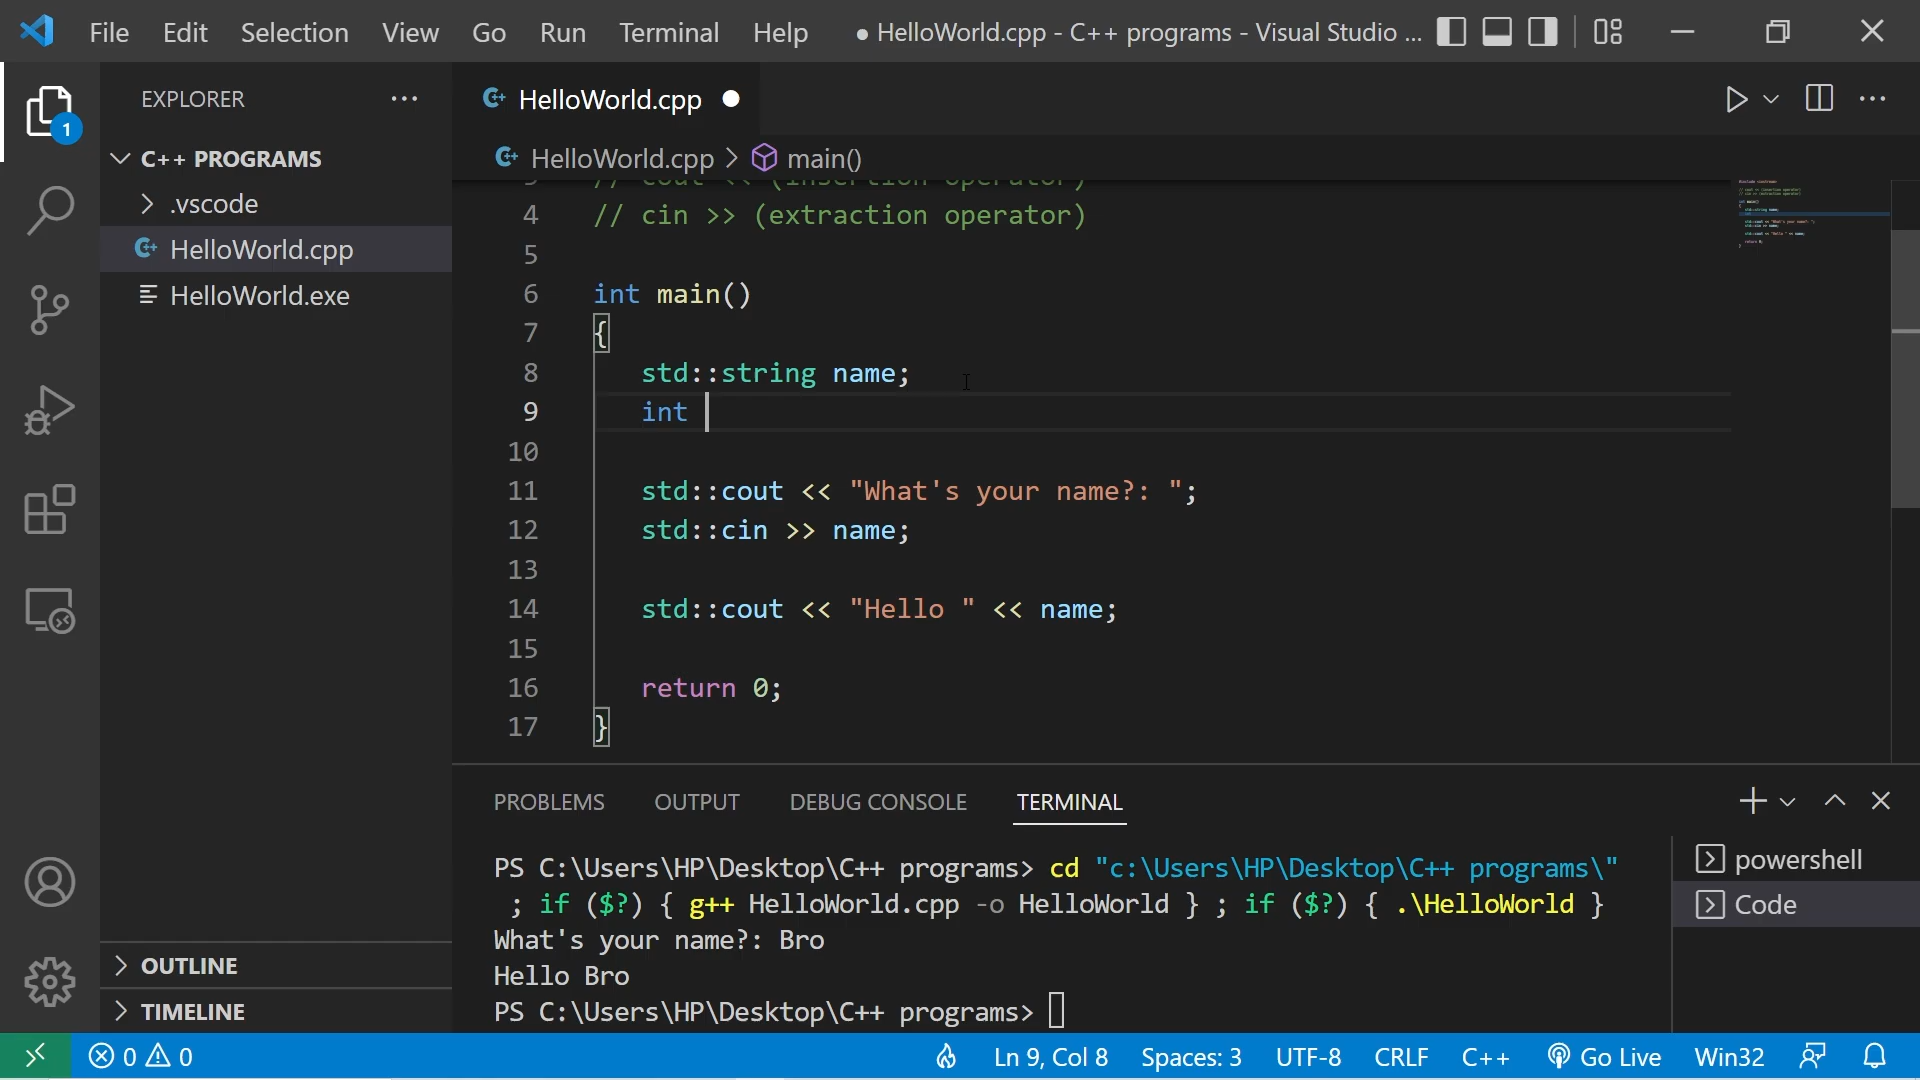 File Edit Selection View Go Run Terminal Help ● HelloWorld.cpp - C++ programs - Visual Studio ...
EXPLORER
C++ PROGRAMS
.vscode
HelloWorld.cpp
HelloWorld.exe
OUTLINE
TIMELINE
1
HelloWorld.cpp ●
HelloWorld.cpp > main()
3 // cout << (insertion operator)
4 // cin >> (extraction operator)
5
6 int main()
7 {
8 std::string name;
9 int
10
11 std::cout << "What's your name?: ";
12 std::cin >> name;
13
14 std::cout << "Hello " << name;
15
16 return 0;
17 }
PROBLEMS OUTPUT DEBUG CONSOLE TERMINAL
PS C:\Users\HP\Desktop\C++ programs> cd "c:\Users\HP\Desktop\C++ programs\"
; if ($?) { g++ HelloWorld.cpp -o HelloWorld } ; if ($?) { .\HelloWorld }
What's your name?: Bro
Hello Bro
PS C:\Users\HP\Desktop\C++ programs>
powershell
Code
0 0 Ln 9, Col 8 Spaces: 3 UTF-8 CRLF C++ Go Live Win32